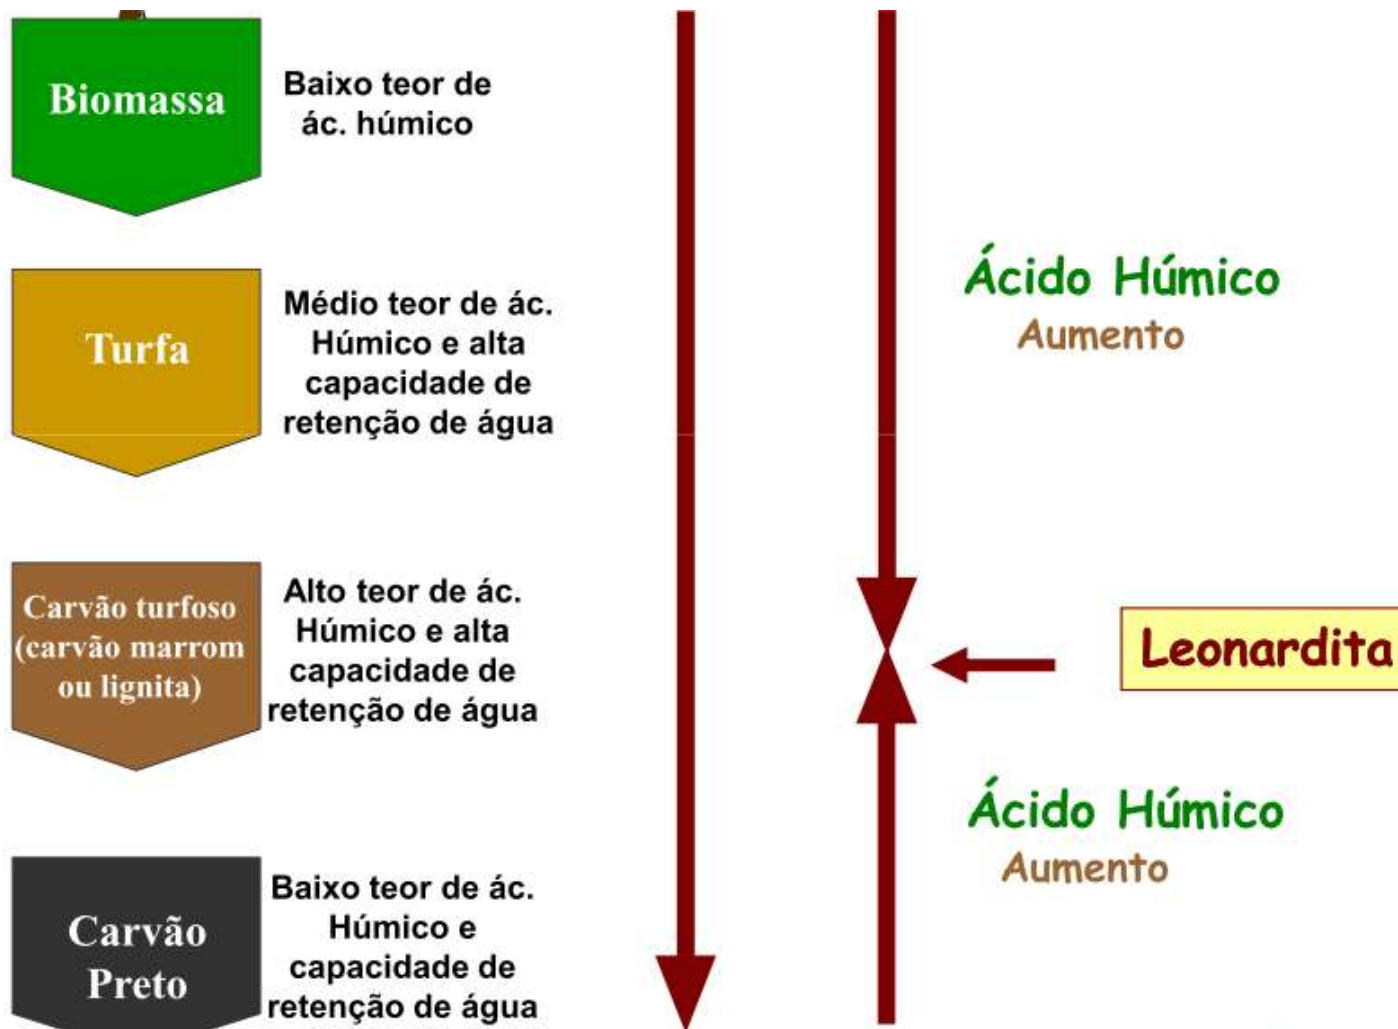 Biomassa
Baixo teor de
ác. húmico
Turfa
Médio teor de ác.
Húmico e alta
capacidade de
retenção de água
Ácido Húmico
Aumento
Carvão turfoso
(carvão marrom
ou lignita)
Alto teor de ác.
Húmico e alta
capacidade de
retenção de água
Leonardita
Ácido Húmico
Aumento
Carvão
Preto
Baixo teor de ác.
Húmico e
capacidade de
retenção de água